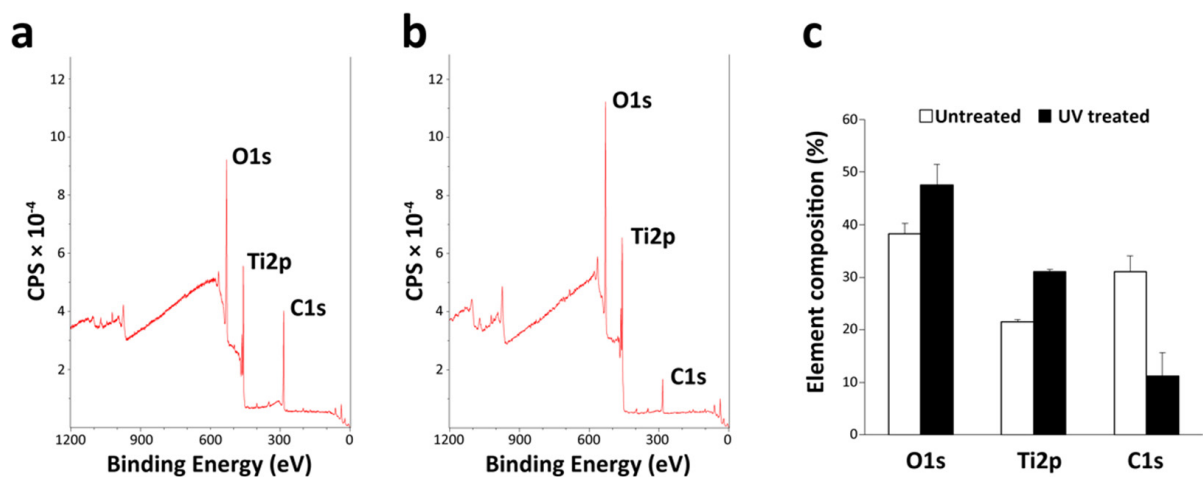 a
CPS × 10⁻⁴
12
10
8
6
4
2
O1s
Ti2p
C1s
1200 900 600 300 0
Binding Energy (eV)
b
CPS × 10⁻⁴
12
10
8
6
4
2
O1s
Ti2p
C1s
1200 900 600 300 0
Binding Energy (eV)
c
Untreated UV treated
Element composition (%)
60
50
40
30
20
10
0
O1s Ti2p C1s